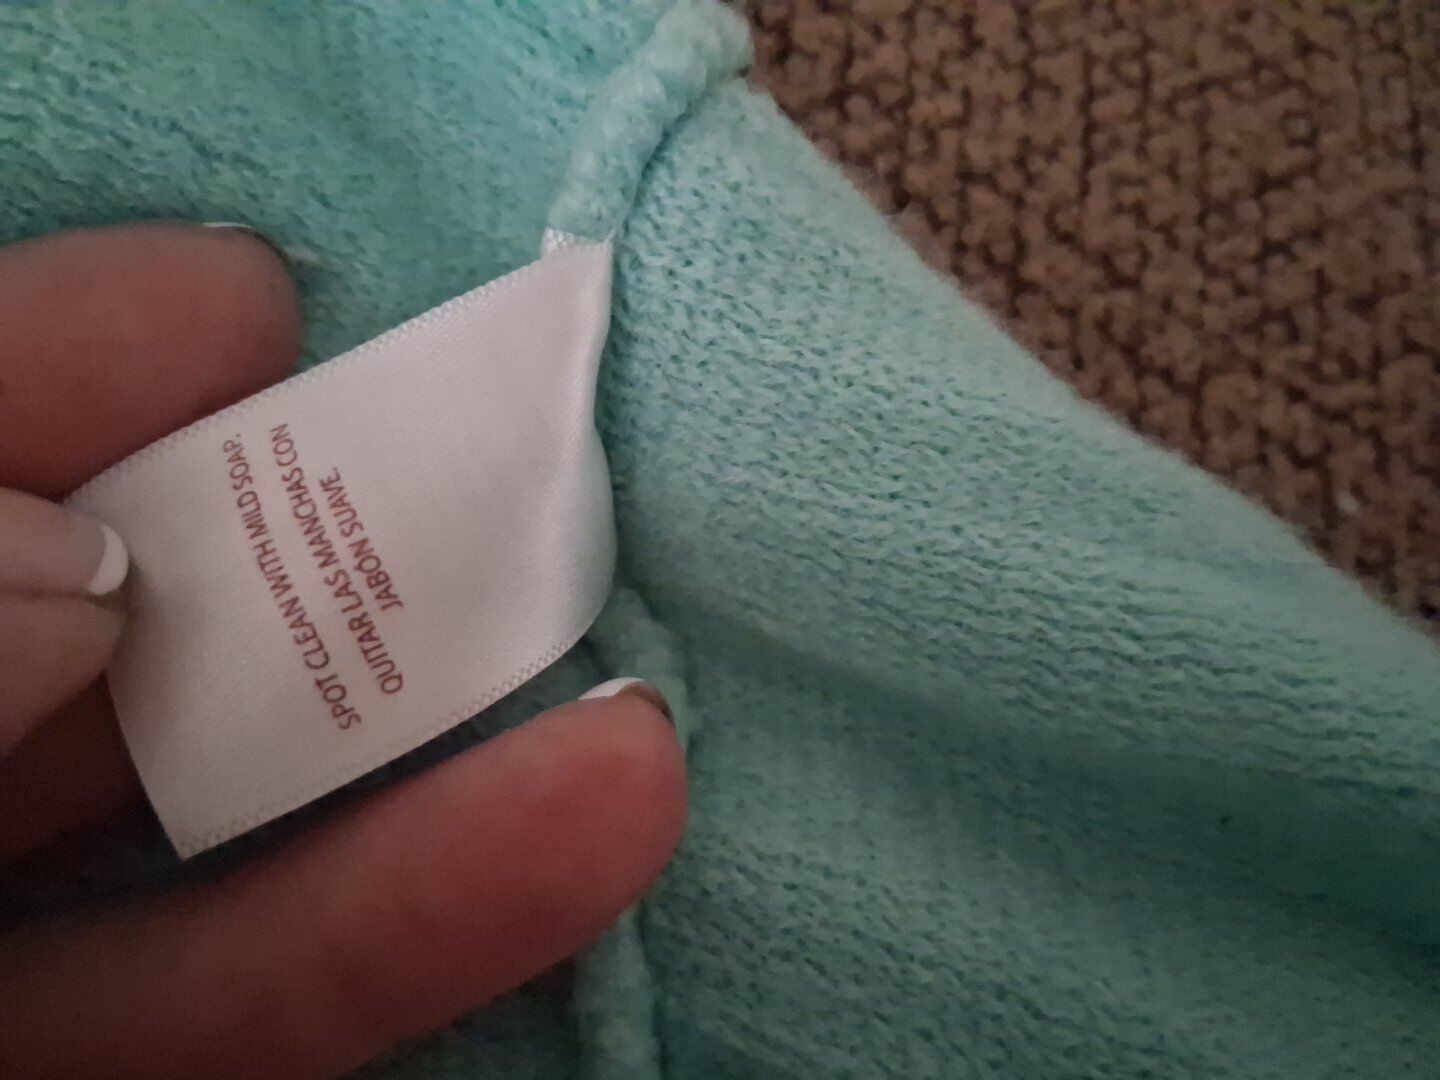 SPOT CLEAN WITH MILD SOAP.
QUITAR LAS MANCHAS CON
JABÓN SUAVE.